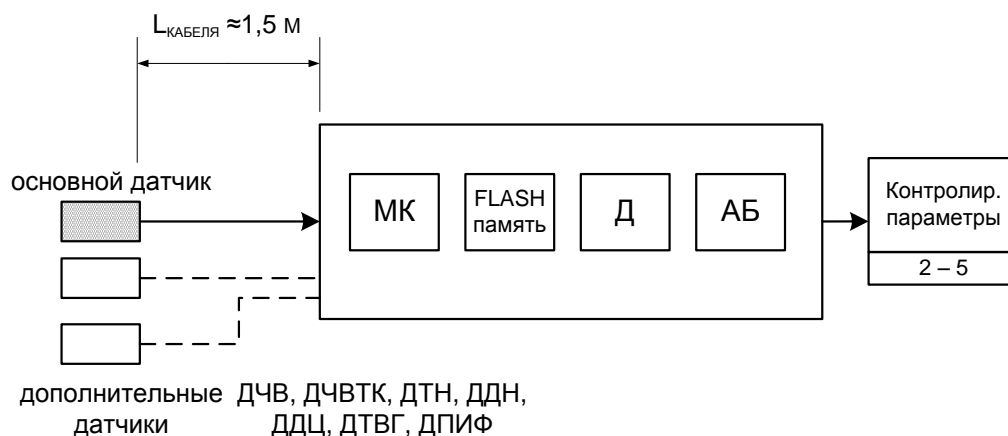 LКАБЕЛЯ ≈1,5 м
основной датчик
МК
FLASH
память
Д
АБ
Контролир.
параметры
2 – 5
дополнительные
датчики
ДЧВ, ДЧВТК, ДТН, ДДН,
ДДЦ, ДТВГ, ДПИФ